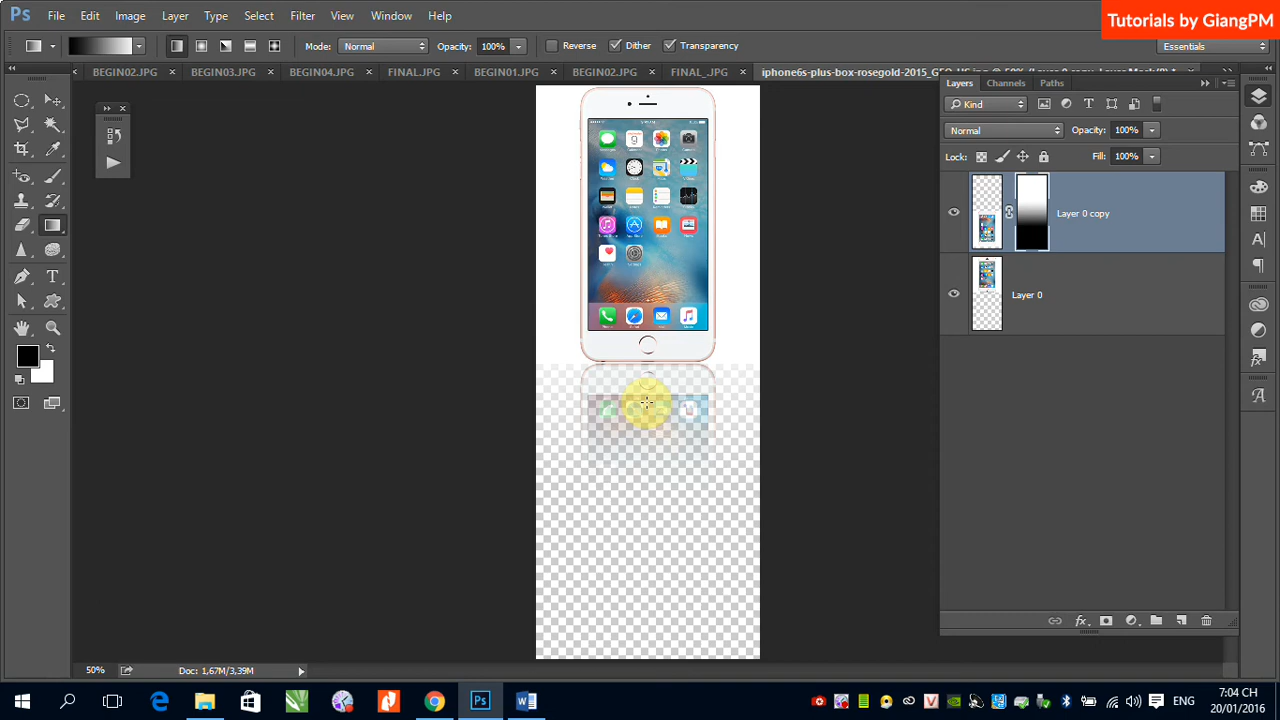 Ps File Edit Image Layer Type Select Filter View Window Help
Tutorials by GiangPM
Mode: Normal Opacity: 100% Reverse Dither Transparency Essentials
BEGIN02.JPG × BEGIN03.JPG × BEGIN04.JPG × FINAL.JPG × BEGIN01.JPG × BEGIN02.JPG × FINAL_.JPG ×
Layers Channels Paths
Kind
Normal Opacity: 100%
Lock: Fill: 100%
Layer 0 copy
Layer 0
50% Doc: 1,67M/3,39M
ENG
7:04 CH
20/01/2016